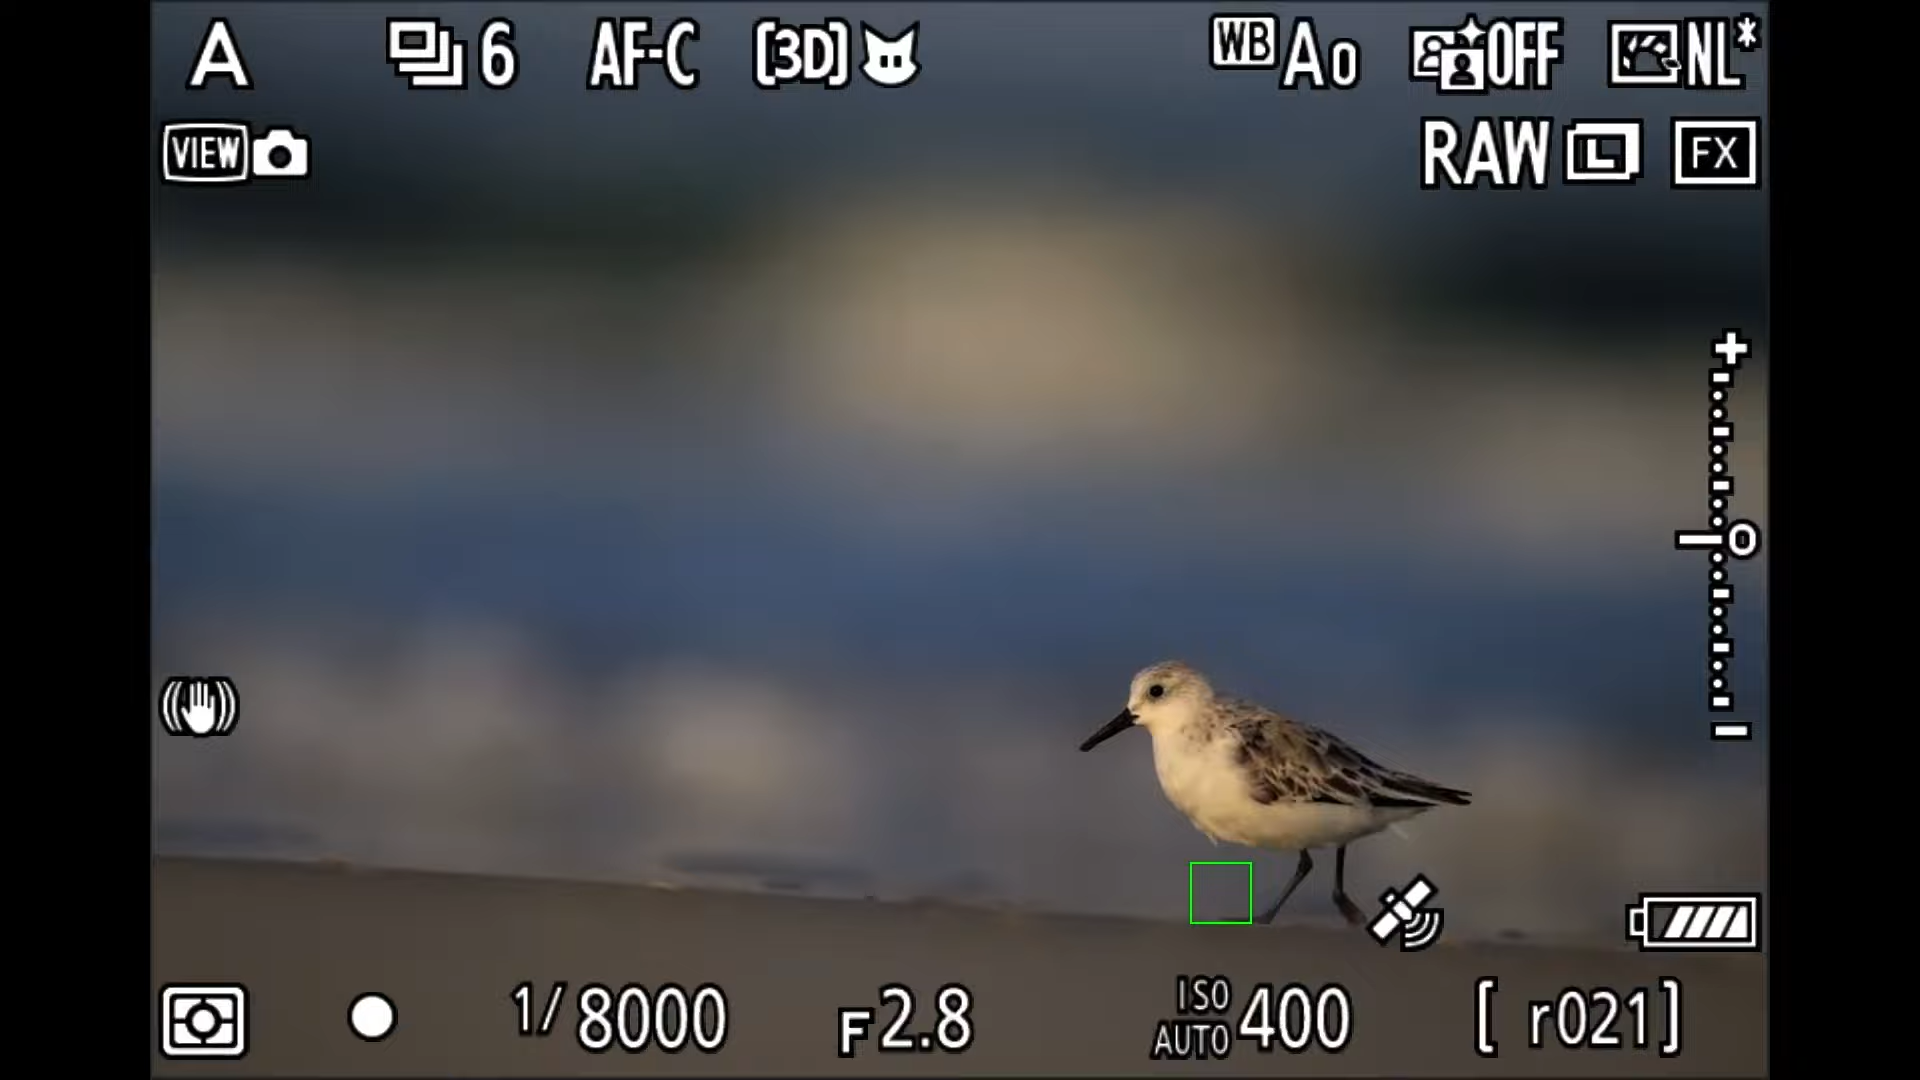 A 6 AF-C [3D] WB A0 OFF NL*
VIEW RAW L FX
+
0
-
1/8000 F2.8 ISO AUTO 400 [ r021]